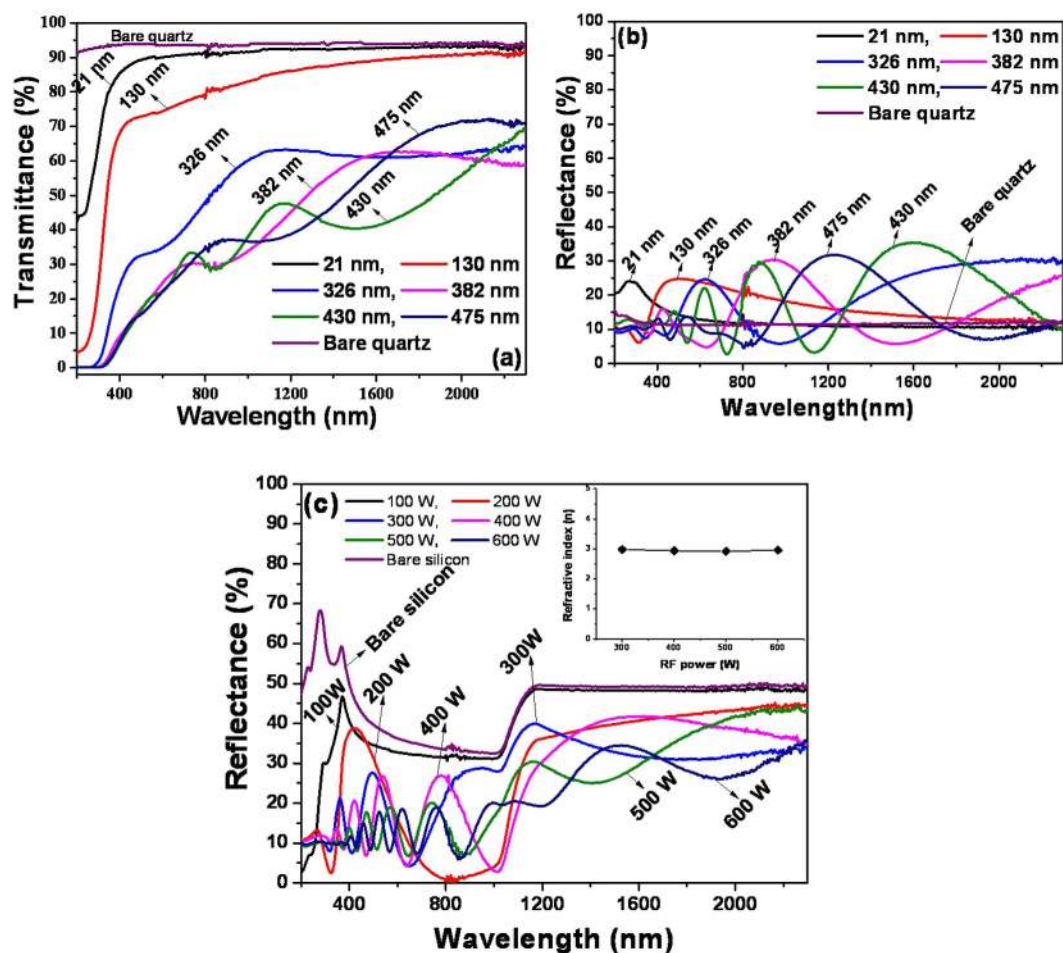 100
90
80
70
60
50
40
30
20
10
0
Transmittance (%)
Bare quartz
21 nm
130 nm
326 nm
382 nm
430 nm
475 nm
21 nm, 130 nm
326 nm, 382 nm
430 nm, 475 nm
Bare quartz
(a)
400 800 1200 1600 2000
Wavelength (nm)
(b)
100
90
80
70
60
50
40
30
20
10
0
Reflectance (%)
21 nm, 130 nm
326 nm, 382 nm
430 nm, 475 nm
Bare quartz
21 nm
130 nm
326 nm
382 nm
475 nm
430 nm
Bare quartz
400 800 1200 1600 2000
Wavelength(nm)
(c)
100
90
80
70
60
50
40
30
20
10
0
Reflectance (%)
100 W, 200 W
300 W, 400 W
500 W, 600 W
Bare silicon
Bare silicon
100W
200 W
400 W
300W
500 W
600 W
5
4
3
2
1
0
Refractive index (n)
300 400 500 600
RF power (W)
400 800 1200 1600 2000
Wavelength (nm)